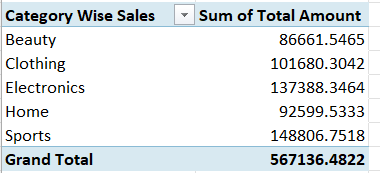 Category Wise Sales Sum of Total Amount
Beauty 86661.5465
Clothing 101680.3042
Electronics 137388.3464
Home 92599.5333
Sports 148806.7518
Grand Total 567136.4822